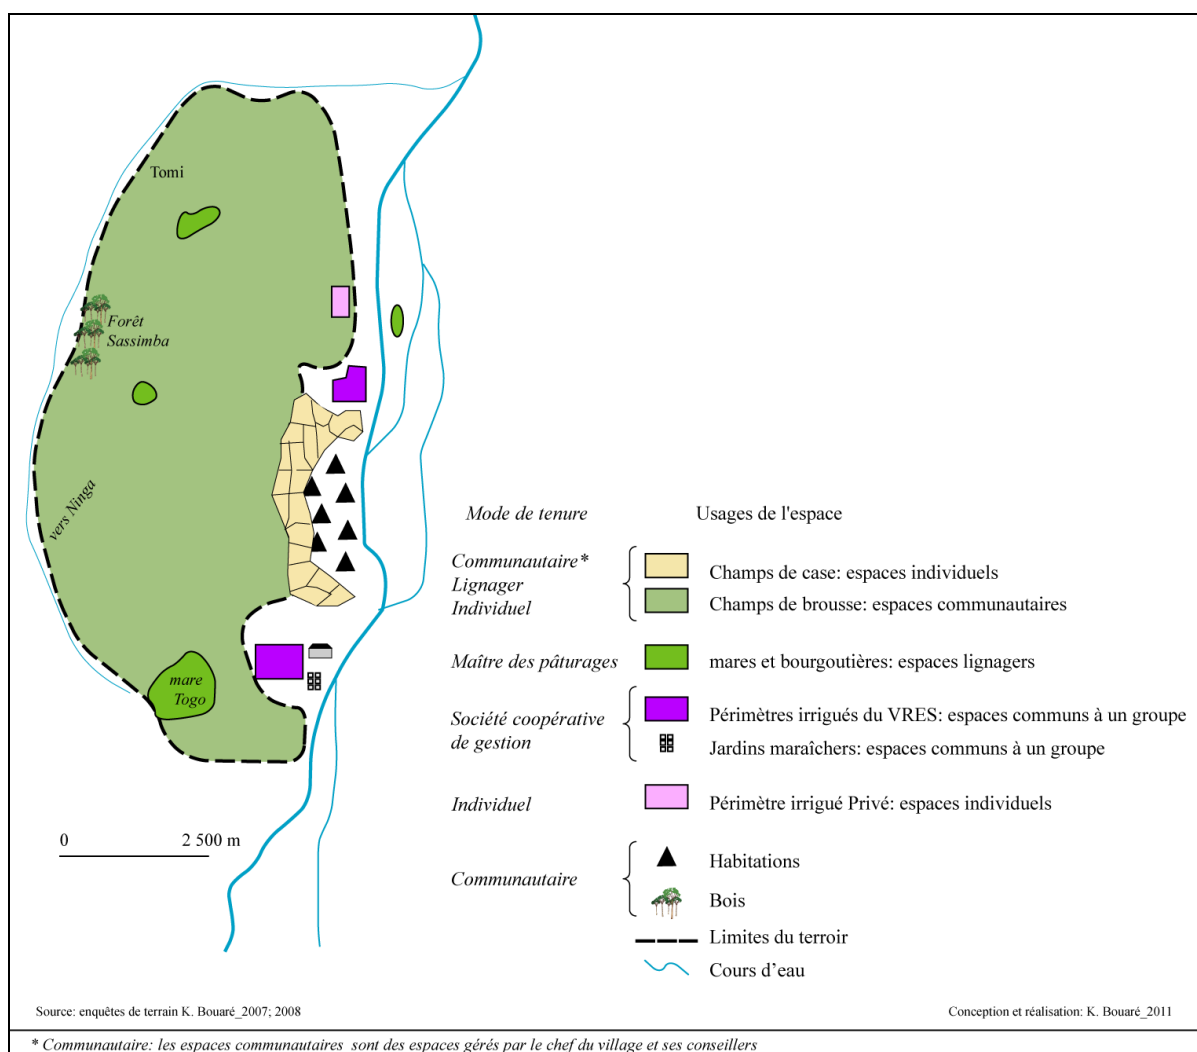 Tomi
Forêt
Sassimba
vers Ninga
mare
Togo
0 2 500 m
Mode de tenure Usages de l'espace
Communautaire*
Lignager
Individuel
Champs de case: espaces individuels
Champs de brousse: espaces communautaires
Maître des pâturages mares et bourgoutières: espaces lignagers
Société coopérative
de gestion
Périmètres irrigués du VRES: espaces communs à un groupe
Jardins maraîchers: espaces communs à un groupe
Individuel Périmètre irrigué Privé: espaces individuels
Communautaire
Habitations
Bois
Limites du terroir
Cours d'eau
Source: enquêtes de terrain K. Bouaré_2007; 2008 Conception et réalisation: K. Bouaré_2011
* Communautaire: les espaces communautaires sont des espaces gérés par le chef du village et ses conseillers